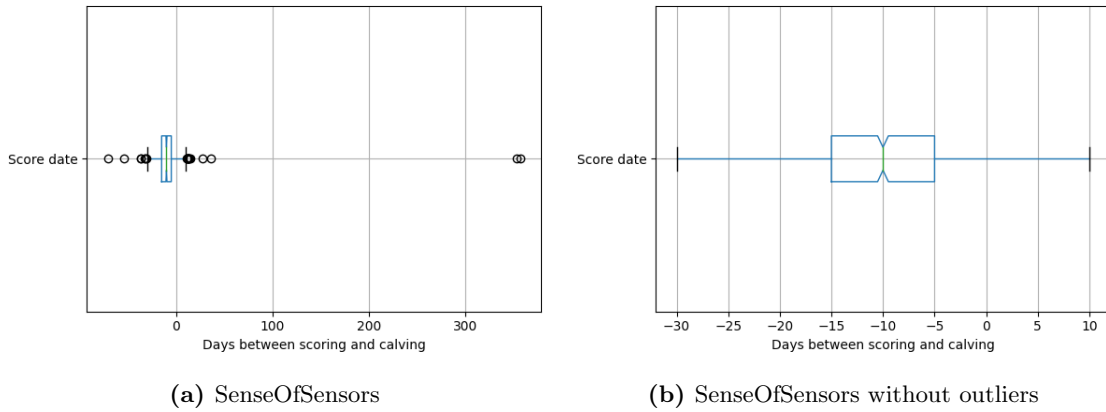 Score date
0 100 200 300
Days between scoring and calving
(a) SenseOfSensors
Score date
−30 −25 −20 −15 −10 −5 0 5 10
Days between scoring and calving
(b) SenseOfSensors without outliers